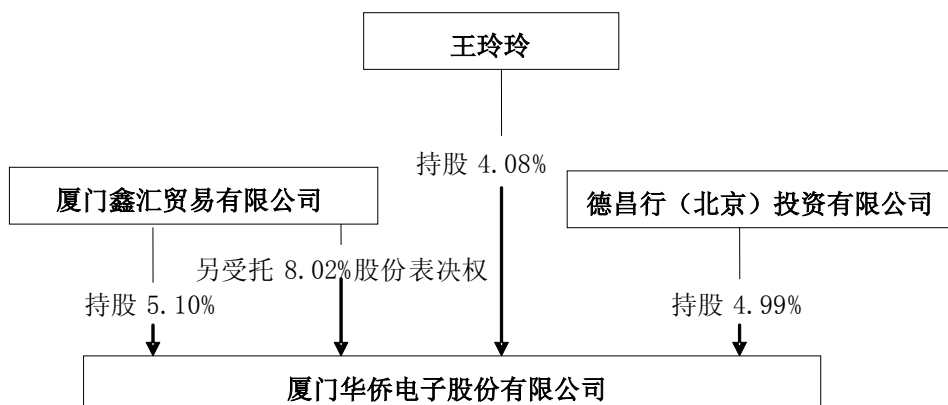 王玲玲
持股 4.08%
厦门鑫汇贸易有限公司
德昌行（北京）投资有限公司
另受托 8.02%股份表决权
持股 5.10%
持股 4.99%
厦门华侨电子股份有限公司